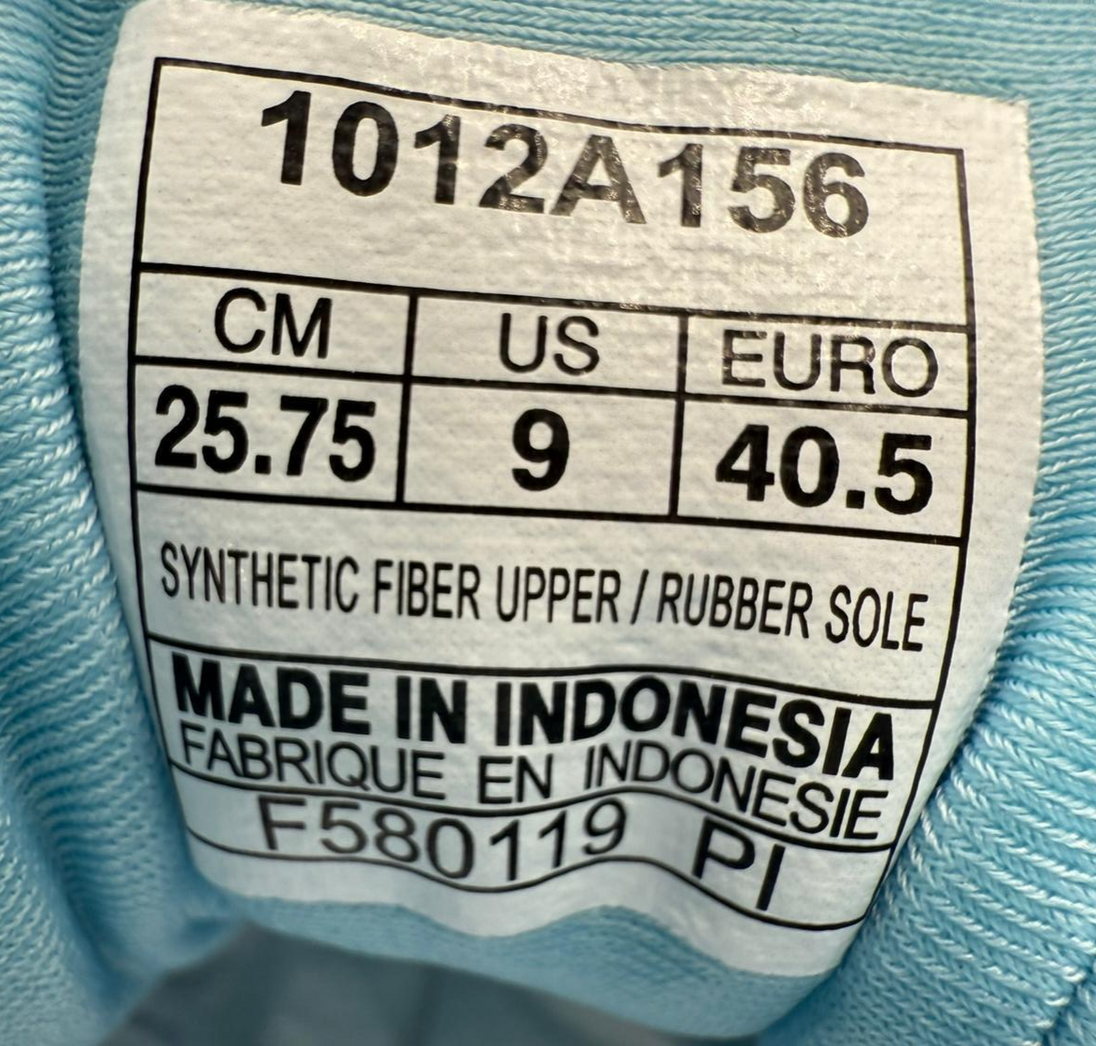 1012A156
CM US EURO
25.75 9 40.5
SYNTHETIC FIBER UPPER / RUBBER SOLE
MADE IN INDONESIA
FABRIQUE EN INDONESIE
F580119 PI